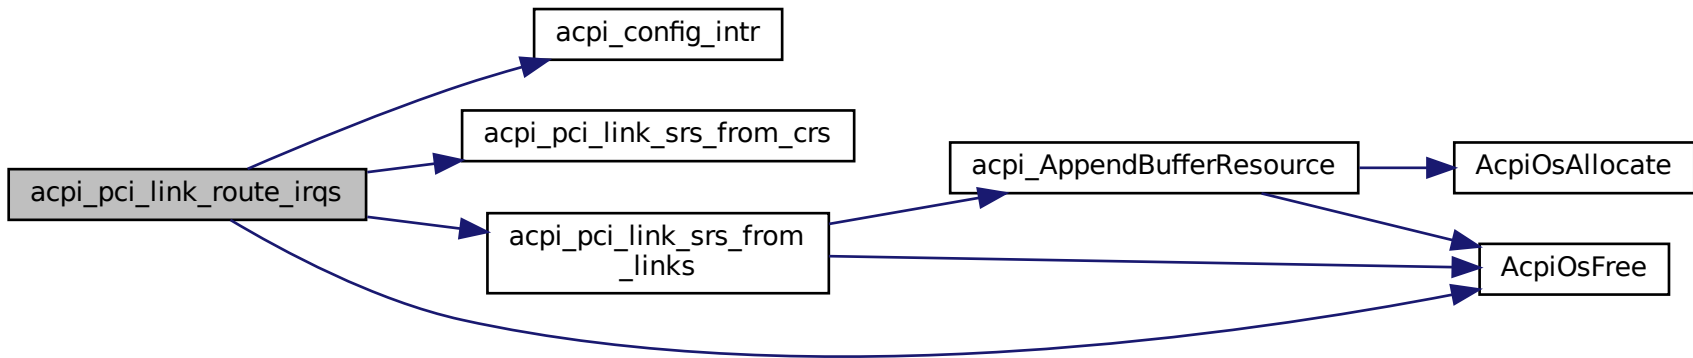 acpi_config_intr
acpi_pci_link_srs_from_crs
acpi_AppendBufferResource
AcpiOsAllocate
acpi_pci_link_route_irqs
acpi_pci_link_srs_from
_links
AcpiOsFree